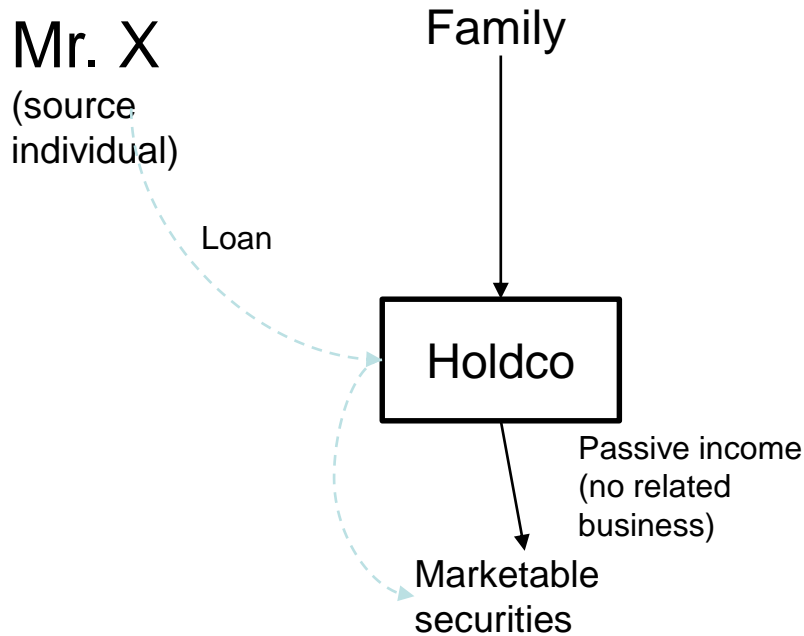 Mr. X
(source
individual)
Family
Loan
Holdco
Passive income
(no related
business)
Marketable
securities